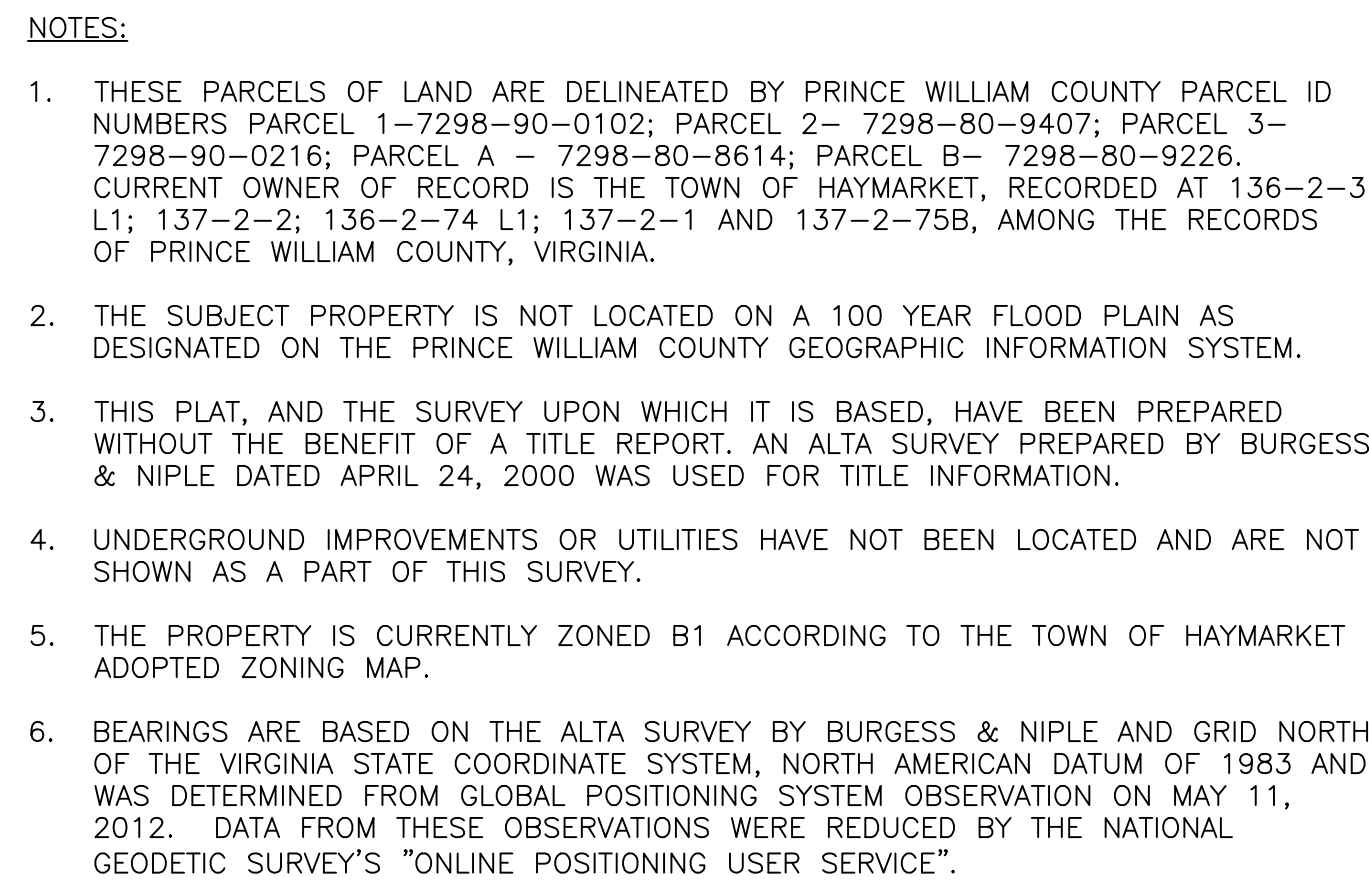 NOTES:
1. THESE PARCELS OF LAND ARE DELINEATED BY PRINCE WILLIAM COUNTY PARCEL ID
NUMBERS PARCEL 1-7298-90-0102; PARCEL 2- 7298-80-9407; PARCEL 3-
7298-90-0216; PARCEL A - 7298-80-8614; PARCEL B- 7298-80-9226.
CURRENT OWNER OF RECORD IS THE TOWN OF HAYMARKET, RECORDED AT 136-2-3
L1; 137-2-2; 136-2-74 L1; 137-2-1 AND 137-2-75B, AMONG THE RECORDS
OF PRINCE WILLIAM COUNTY, VIRGINIA.
2. THE SUBJECT PROPERTY IS NOT LOCATED ON A 100 YEAR FLOOD PLAIN AS
DESIGNATED ON THE PRINCE WILLIAM COUNTY GEOGRAPHIC INFORMATION SYSTEM.
3. THIS PLAT, AND THE SURVEY UPON WHICH IT IS BASED, HAVE BEEN PREPARED
WITHOUT THE BENEFIT OF A TITLE REPORT. AN ALTA SURVEY PREPARED BY BURGESS
& NIPLE DATED APRIL 24, 2000 WAS USED FOR TITLE INFORMATION.
4. UNDERGROUND IMPROVEMENTS OR UTILITIES HAVE NOT BEEN LOCATED AND ARE NOT
SHOWN AS A PART OF THIS SURVEY.
5. THE PROPERTY IS CURRENTLY ZONED B1 ACCORDING TO THE TOWN OF HAYMARKET
ADOPTED ZONING MAP.
6. BEARINGS ARE BASED ON THE ALTA SURVEY BY BURGESS & NIPLE AND GRID NORTH
OF THE VIRGINIA STATE COORDINATE SYSTEM, NORTH AMERICAN DATUM OF 1983 AND
WAS DETERMINED FROM GLOBAL POSITIONING SYSTEM OBSERVATION ON MAY 11,
2012. DATA FROM THESE OBSERVATIONS WERE REDUCED BY THE NATIONAL
GEODETIC SURVEY'S "ONLINE POSITIONING USER SERVICE".